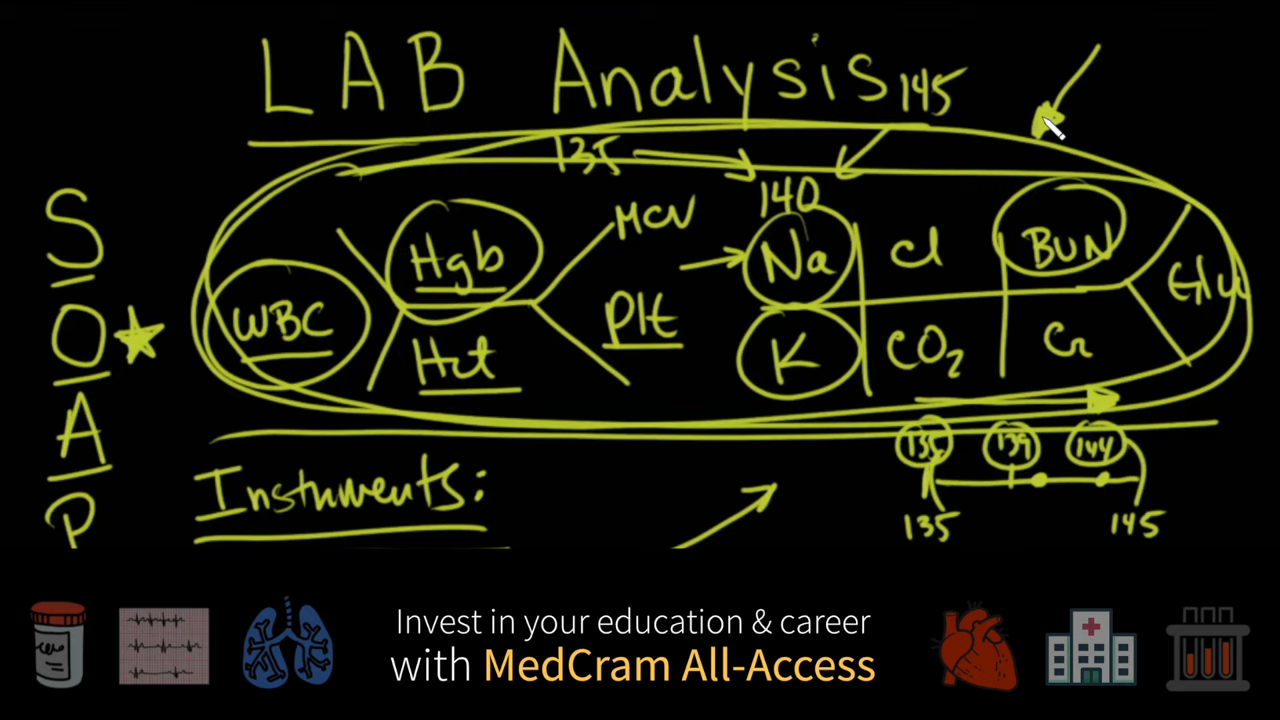 LAB Analysis 145
135
140
S
O
A
P
WBC
Hgb
Hct
MCV
Plt
Na
K
Cl
CO2
BUN
Cr
Glu
135 139 144
135 145
Instuments:
Invest in your education & career
with MedCram All-Access